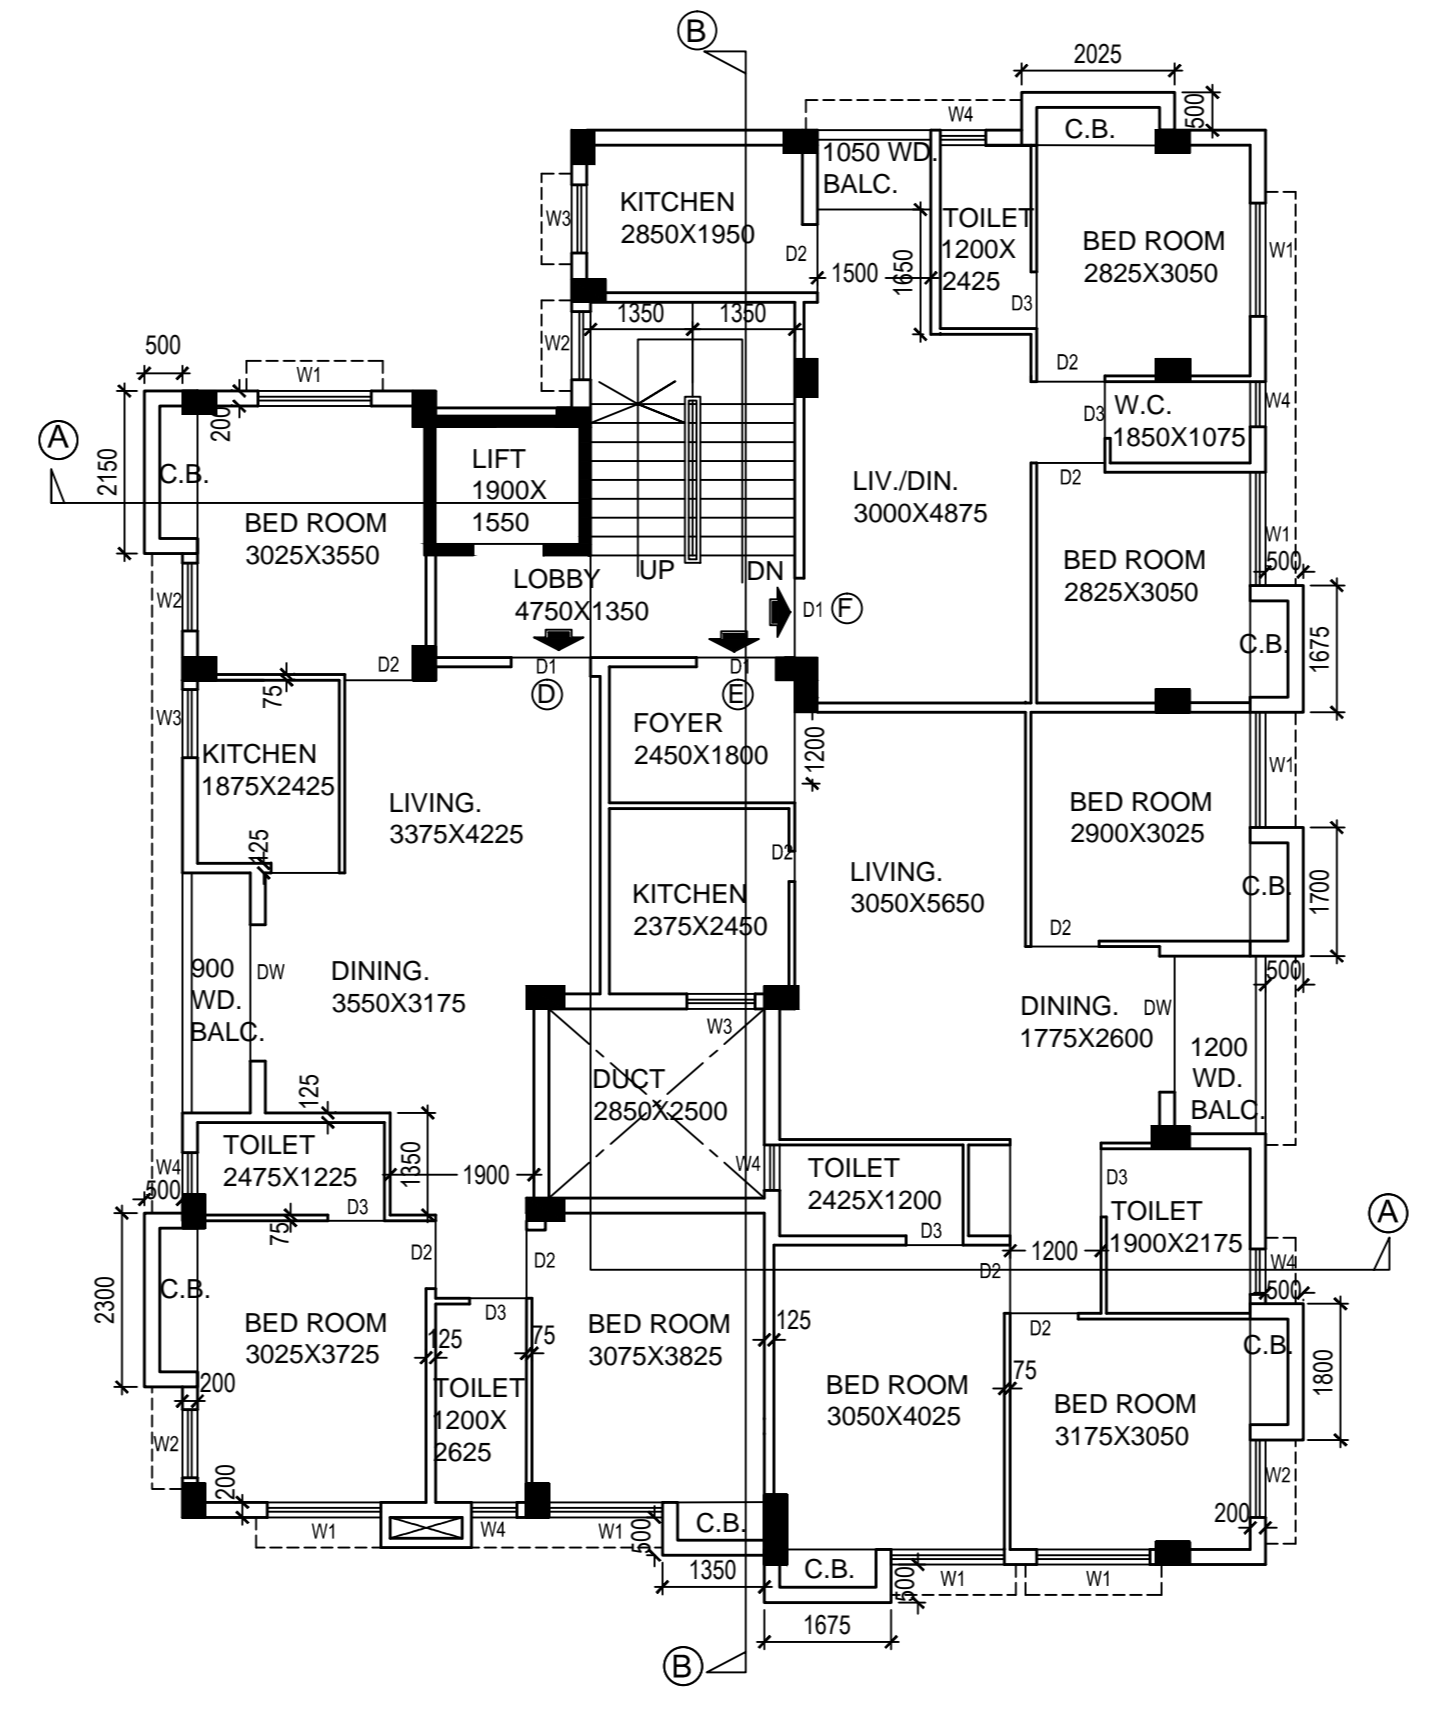 B
2025
W4
C.B.
500
1050 WD.
BALC.
KITCHEN
2850X1950
W3
D2
1500
1650
TOILET
1200X
2425
BED ROOM
2825X3050
W1
D3
1350
1350
W2
D2
500
W1
200
2150
A
C.B.
BED ROOM
3025X3550
LIFT
1900X
1550
LIV./DIN.
3000X4875
D3
W.C.
1850X1075
W4
D2
W1
500
BED ROOM
2825X3050
LOBBY
4750X1350
UP
DN
D1
F
W2
C.B.
1675
D2
D1
D
D1
E
75
W3
KITCHEN
1875X2425
FOYER
2450X1800
1200
W1
LIVING.
3375X4225
BED ROOM
2900X3025
125
D2
LIVING.
3050X5650
KITCHEN
2375X2450
C.B.
1700
D2
900
WD.
BALC.
DW
DINING.
3550X3175
500
DINING.
1775X2600
DW
W3
1200
WD.
BALC.
DUCT
2850X2500
125
TOILET
2475X1225
1350
1900
W4
500
D3
W4
TOILET
2425X1200
D3
D3
TOILET
1900X2175
A
75
D2
D2
1200
D2
W4
500
C.B.
2300
BED ROOM
3025X3725
D3
125
75
BED ROOM
3075X3825
125
D2
C.B.
1800
200
TOILET
1200X
2625
BED ROOM
3050X4025
75
BED ROOM
3175X3050
W2
200
W2
200
W1
W4
W1
500
C.B.
1350
C.B.
500
W1
W1
1675
B